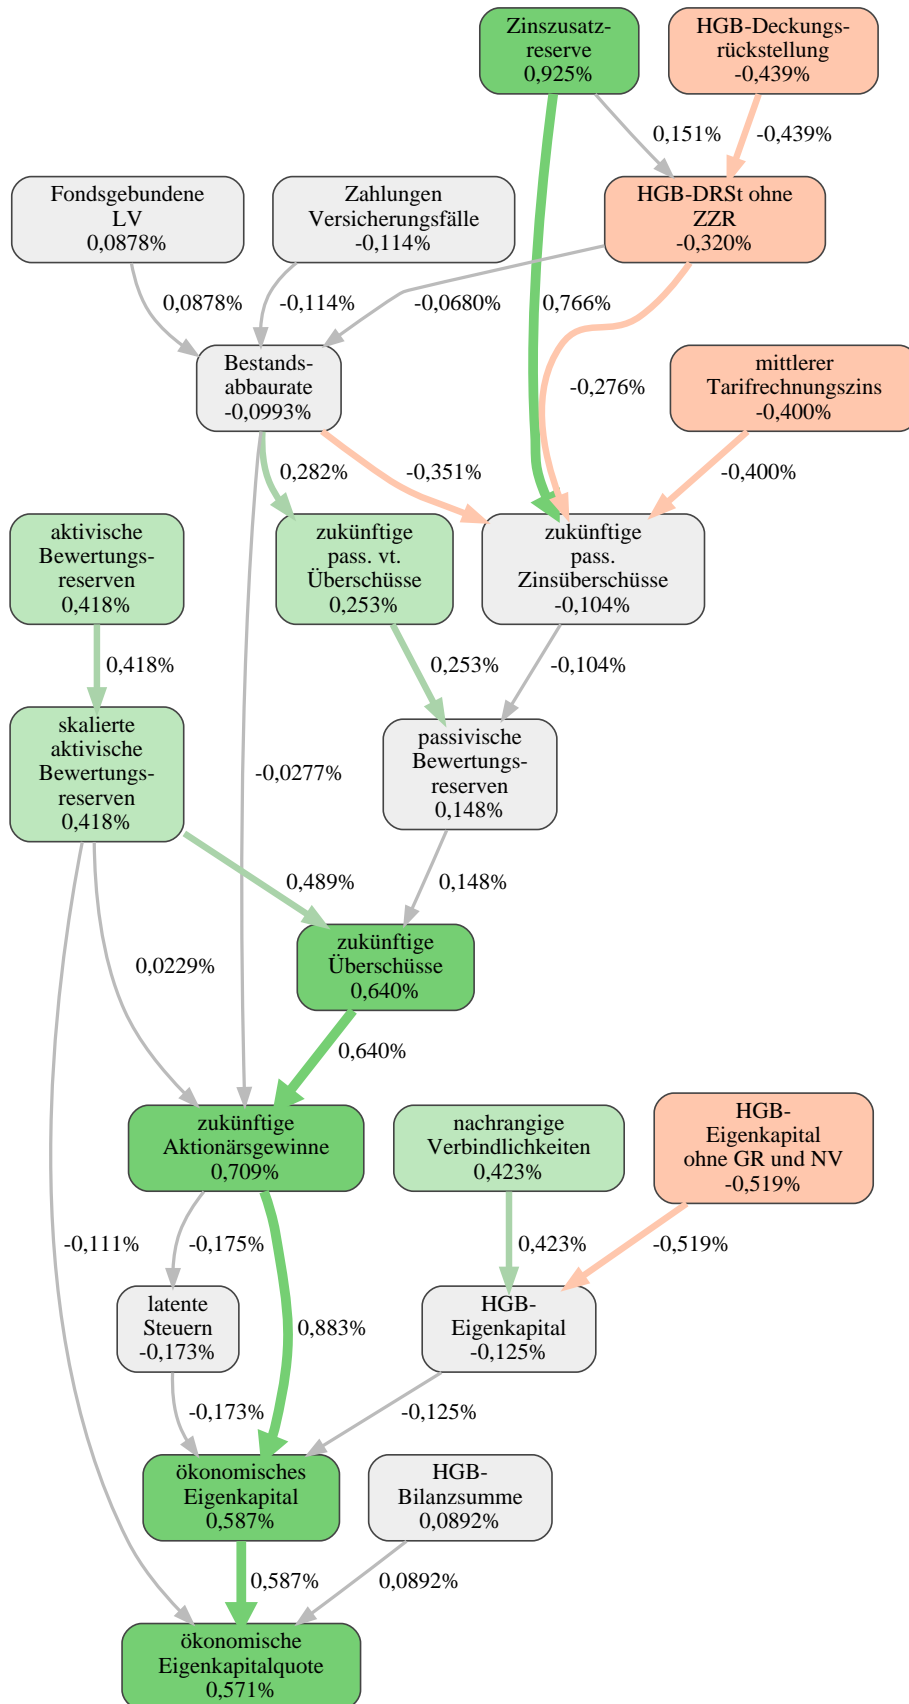 Zinszusatz-
reserve
0,925%
HGB-Deckungs-
rückstellung
-0,439%
0,151%
-0,439%
Fondsgebundene
LV
0,0878%
Zahlungen
Versicherungsfälle
-0,114%
HGB-DRSt ohne
ZZR
-0,320%
0,0878%
-0,114%
-0,0680%
0,766%
Bestands-
abbaurate
-0,0993%
-0,276%
mittlerer
Tarifrechnungszins
-0,400%
0,282%
-0,351%
-0,400%
aktivische
Bewertungs-
reserven
0,418%
zukünftige
pass. vt.
Überschüsse
0,253%
zukünftige
pass.
Zinsüberschüsse
-0,104%
0,418%
0,253%
-0,104%
skalierte
aktivische
Bewertungs-
reserven
0,418%
-0,0277%
passivische
Bewertungs-
reserven
0,148%
0,489%
0,148%
0,0229%
zukünftige
Überschüsse
0,640%
0,640%
zukünftige
Aktionärsgewinne
0,709%
nachrangige
Verbindlichkeiten
0,423%
HGB-
Eigenkapital
ohne GR und NV
-0,519%
-0,111%
-0,175%
0,423%
-0,519%
latente
Steuern
-0,173%
0,883%
HGB-
Eigenkapital
-0,125%
-0,173%
-0,125%
ökonomisches
Eigenkapital
0,587%
HGB-
Bilanzsumme
0,0892%
0,587%
0,0892%
ökonomische
Eigenkapitalquote
0,571%